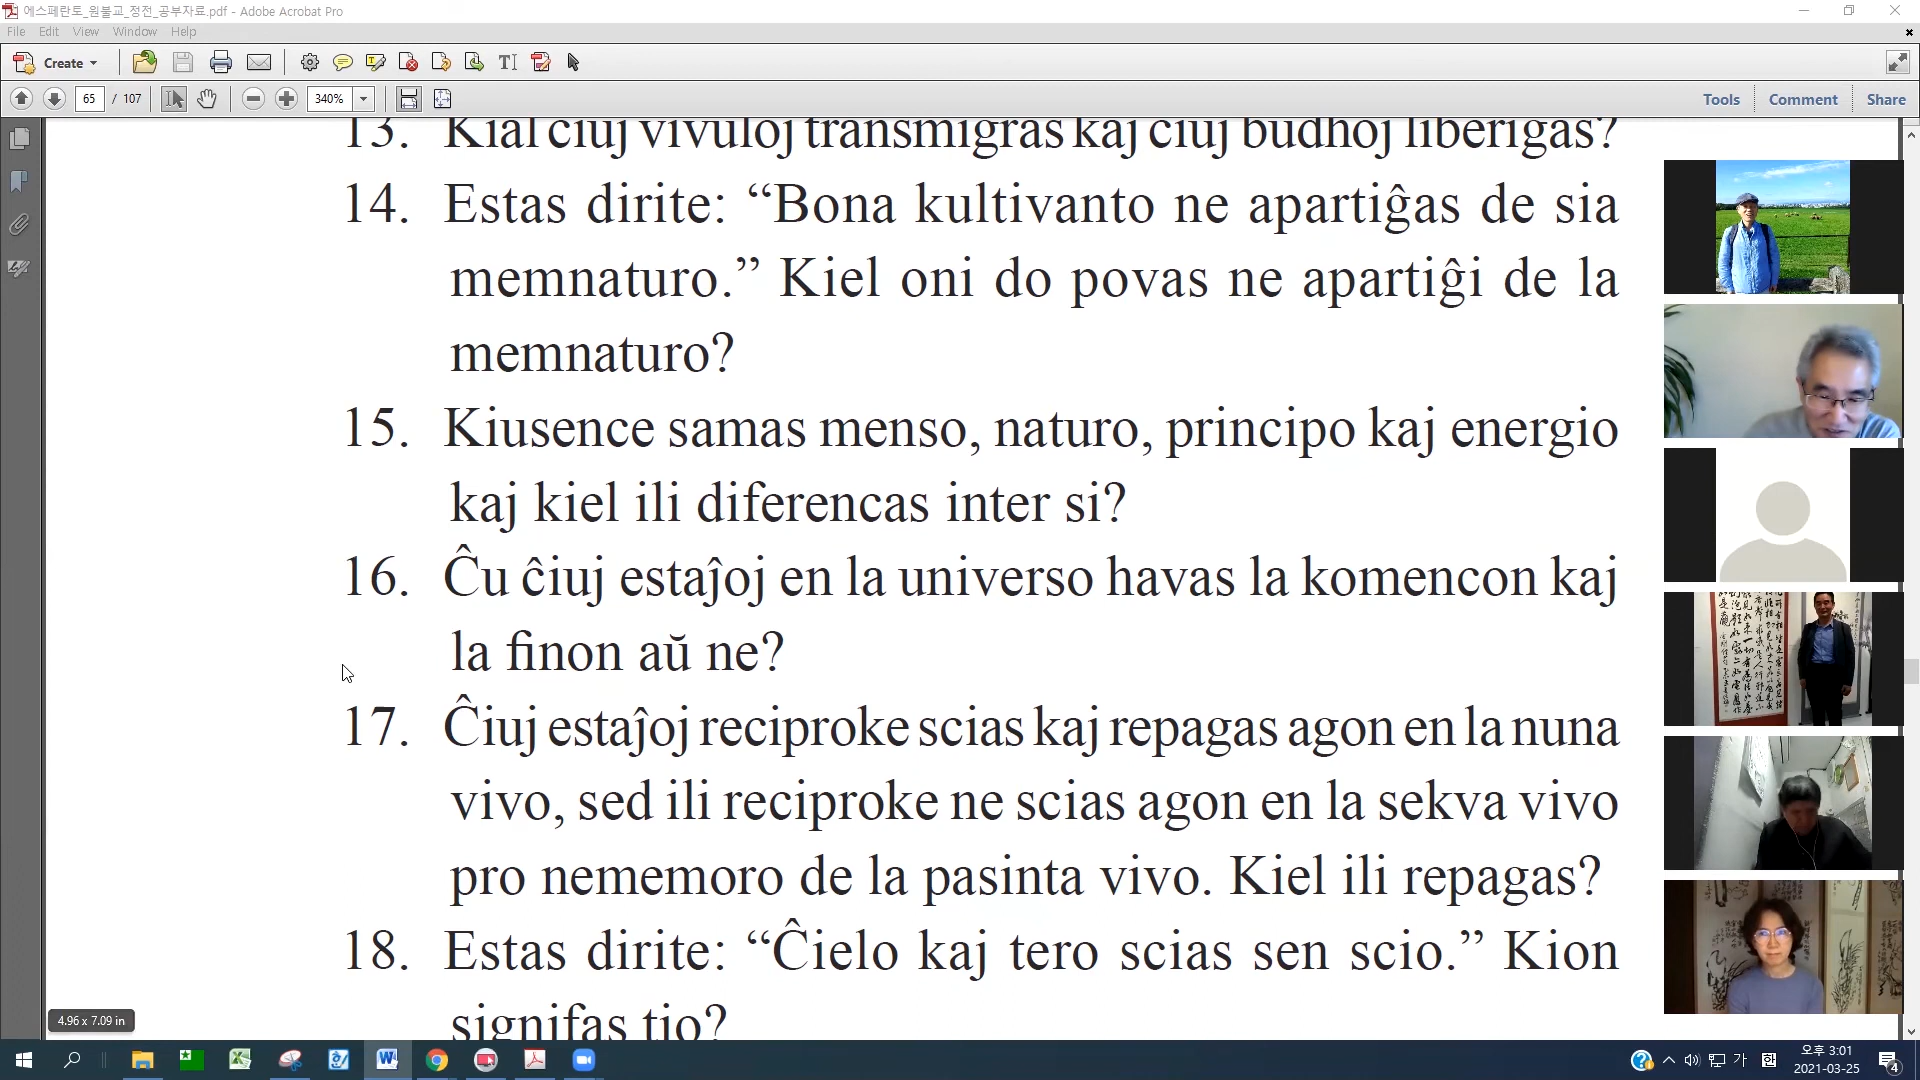 에스페란토_원불교_정전_공부자료.pdf - Adobe Acrobat Pro
File Edit View Window Help
Create
65 / 107 340% Tools Comment Share
13. Kial ĉiuj vivuloj transmigras kaj ĉiuj budhoj liberiĝas?
14. Estas dirite: “Bona kultivanto ne apartiĝas de sia
memnaturo.” Kiel oni do povas ne apartiĝi de la
memnaturo?
15. Kiusence samas menso, naturo, principo kaj energio
kaj kiel ili diferencas inter si?
16. Ĉu ĉiuj estaĵoj en la universo havas la komencon kaj
la finon aŭ ne?
17. Ĉiuj estaĵoj reciproke scias kaj repagas agon en la nuna
vivo, sed ili reciproke ne scias agon en la sekva vivo
pro nememoro de la pasinta vivo. Kiel ili repagas?
18. Estas dirite: “Ĉielo kaj tero scias sen scio.” Kion
signifas tio?
4.96 x 7.09 in
가 한
오후 3:01
2021-03-25
4